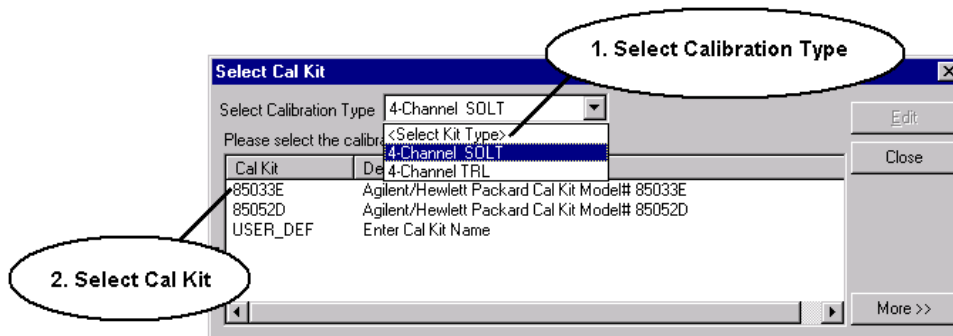 1. Select Calibration Type
Select Cal Kit
Select Calibration Type 4-Channel SOLT
Edit
<Select Kit Type>
Please select the calibra
4-Channel SOLT
Close
Cal Kit De
4-Channel TRL
85033E Agilent/Hewlett Packard Cal Kit Model# 85033E
85052D Agilent/Hewlett Packard Cal Kit Model# 85052D
USER_DEF Enter Cal Kit Name
2. Select Cal Kit
More >>